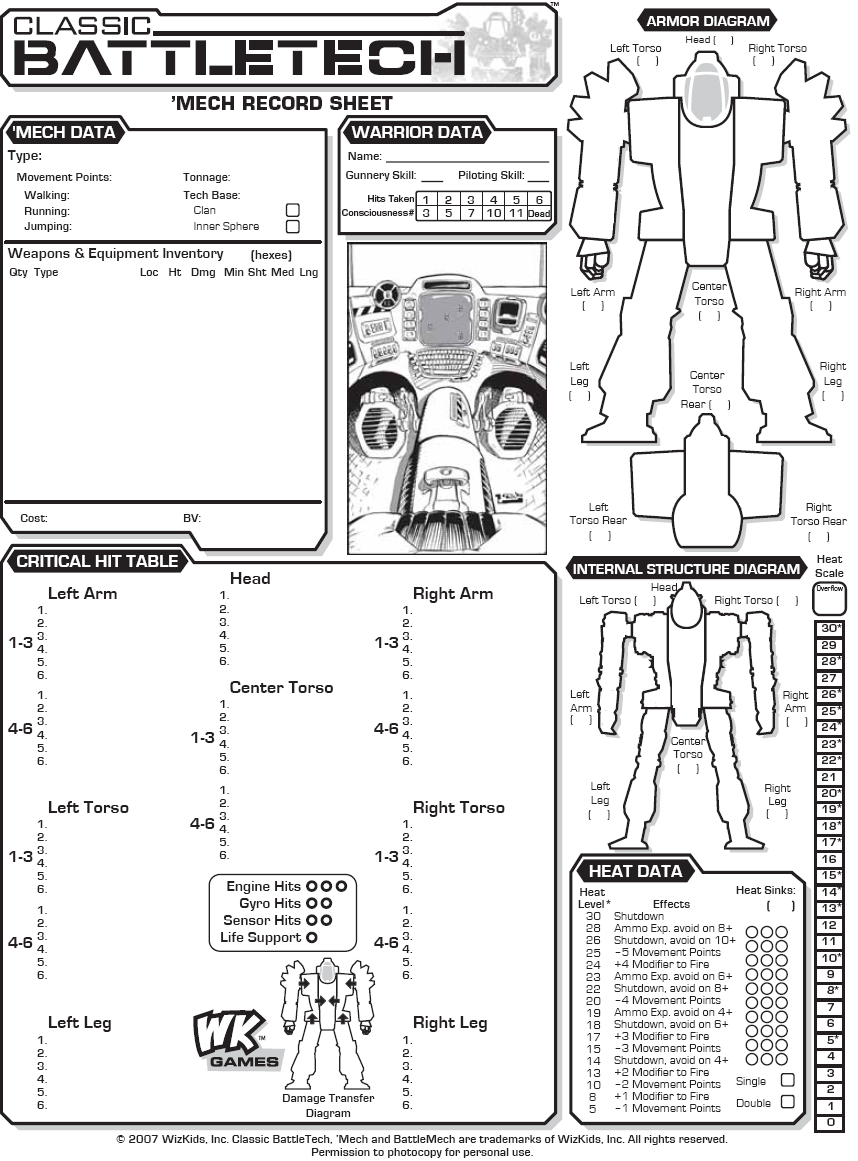 CLASSIC
BATTLETECH™
'MECH RECORD SHEET
'MECH DATA
Type:
Movement Points:
Tonnage:
Walking:
Tech Base:
Running:
Clan
Jumping:
Inner Sphere
Weapons & Equipment Inventory (hexes)
Qty Type Loc Ht Dmg Min Sht Med Lng
Cost:
BV:
WARRIOR DATA
Name:
Gunnery Skill: Piloting Skill:
Hits Taken 1 2 3 4 5 6
Consciousness# 3 5 7 10 11 Dead
ARMOR DIAGRAM
Head ( )
Left Torso
( )
Right Torso
( )
Left Arm
( )
Center
Torso
( )
Right Arm
( )
Left
Leg
( )
Center
Torso
Rear ( )
Right
Leg
( )
Left
Torso Rear
( )
Right
Torso Rear
( )
CRITICAL HIT TABLE
Left Arm
1.
2.
1-3 3.
4.
5.
6.
1.
2.
4-6 3.
4.
5.
6.
Left Torso
1.
2.
1-3 3.
4.
5.
6.
1.
2.
4-6 3.
4.
5.
6.
Left Leg
1.
2.
3.
4.
5.
6.
Head
1.
2.
3.
4.
5.
6.
Center Torso
1.
2.
1-3 3.
4.
5.
6.
1.
2.
4-6 3.
4.
5.
6.
Engine Hits
Gyro Hits
Sensor Hits
Life Support
WK™
GAMES
Damage Transfer
Diagram
Right Arm
1.
2.
1-3 3.
4.
5.
6.
1.
2.
4-6 3.
4.
5.
6.
Right Torso
1.
2.
1-3 3.
4.
5.
6.
1.
2.
4-6 3.
4.
5.
6.
Right Leg
1.
2.
3.
4.
5.
6.
INTERNAL STRUCTURE DIAGRAM
Head
Left Torso ( )
Right Torso ( )
Left
Arm
( )
Right
Arm
( )
Center
Torso
( )
Left
Leg
( )
Right
Leg
( )
Heat
Scale
Overflow
30*
29
28*
27
26*
25*
24*
23*
22*
21
20*
19*
18*
17*
16
15*
14*
13*
12
11
10*
9
8*
7
6
5*
4
3
2
1
0
HEAT DATA
Heat
Level* Effects
Heat Sinks:
( )
30 Shutdown
28 Ammo Exp. avoid on 8+
26 Shutdown, avoid on 10+
25 –5 Movement Points
24 +4 Modifier to Fire
23 Ammo Exp. avoid on 6+
22 Shutdown, avoid on 8+
20 –4 Movement Points
19 Ammo Exp. avoid on 4+
18 Shutdown, avoid on 6+
17 +3 Modifier to Fire
15 –3 Movement Points
14 Shutdown, avoid on 4+
13 +2 Modifier to Fire
10 –2 Movement Points
8 +1 Modifier to Fire
5 –1 Movement Points
Single
Double
© 2007 WizKids, Inc. Classic BattleTech, 'Mech and BattleMech are trademarks of WizKids, Inc. All rights reserved.
Permission to photocopy for personal use.